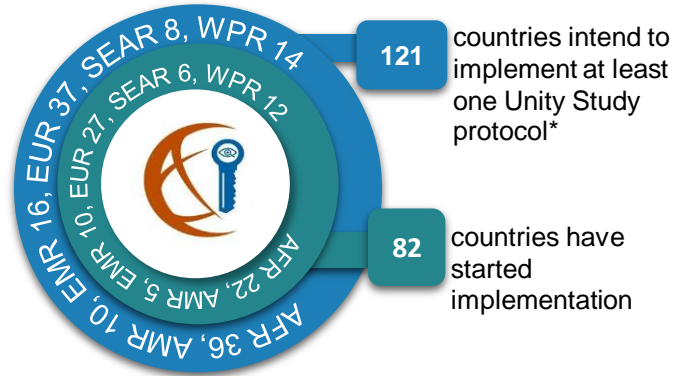 AFR 36, AMR 10, EMR 16, EUR 37, SEAR 8, WPR 14
AFR 22, AMR 5, EMR 10, EUR 27, SEAR 6, WPR 12
121
countries intend to
implement at least
one Unity Study
protocol*
82
countries have
started
implementation